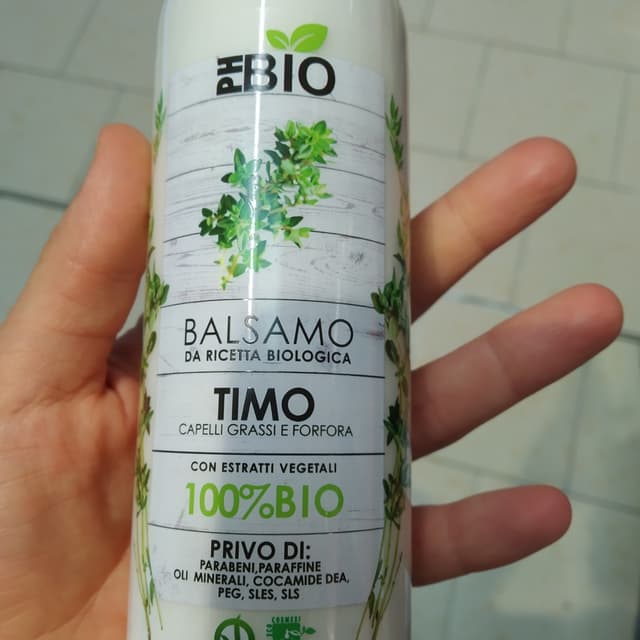 PH BIO
BALSAMO
DA RICETTA BIOLOGICA
TIMO
CAPELLI GRASSI E FORFORA
CON ESTRATTI VEGETALI
100%BIO
PRIVO DI:
PARABENI,PARAFFINE
OLI MINERALI, COCAMIDE DEA,
PEG, SLES, SLS